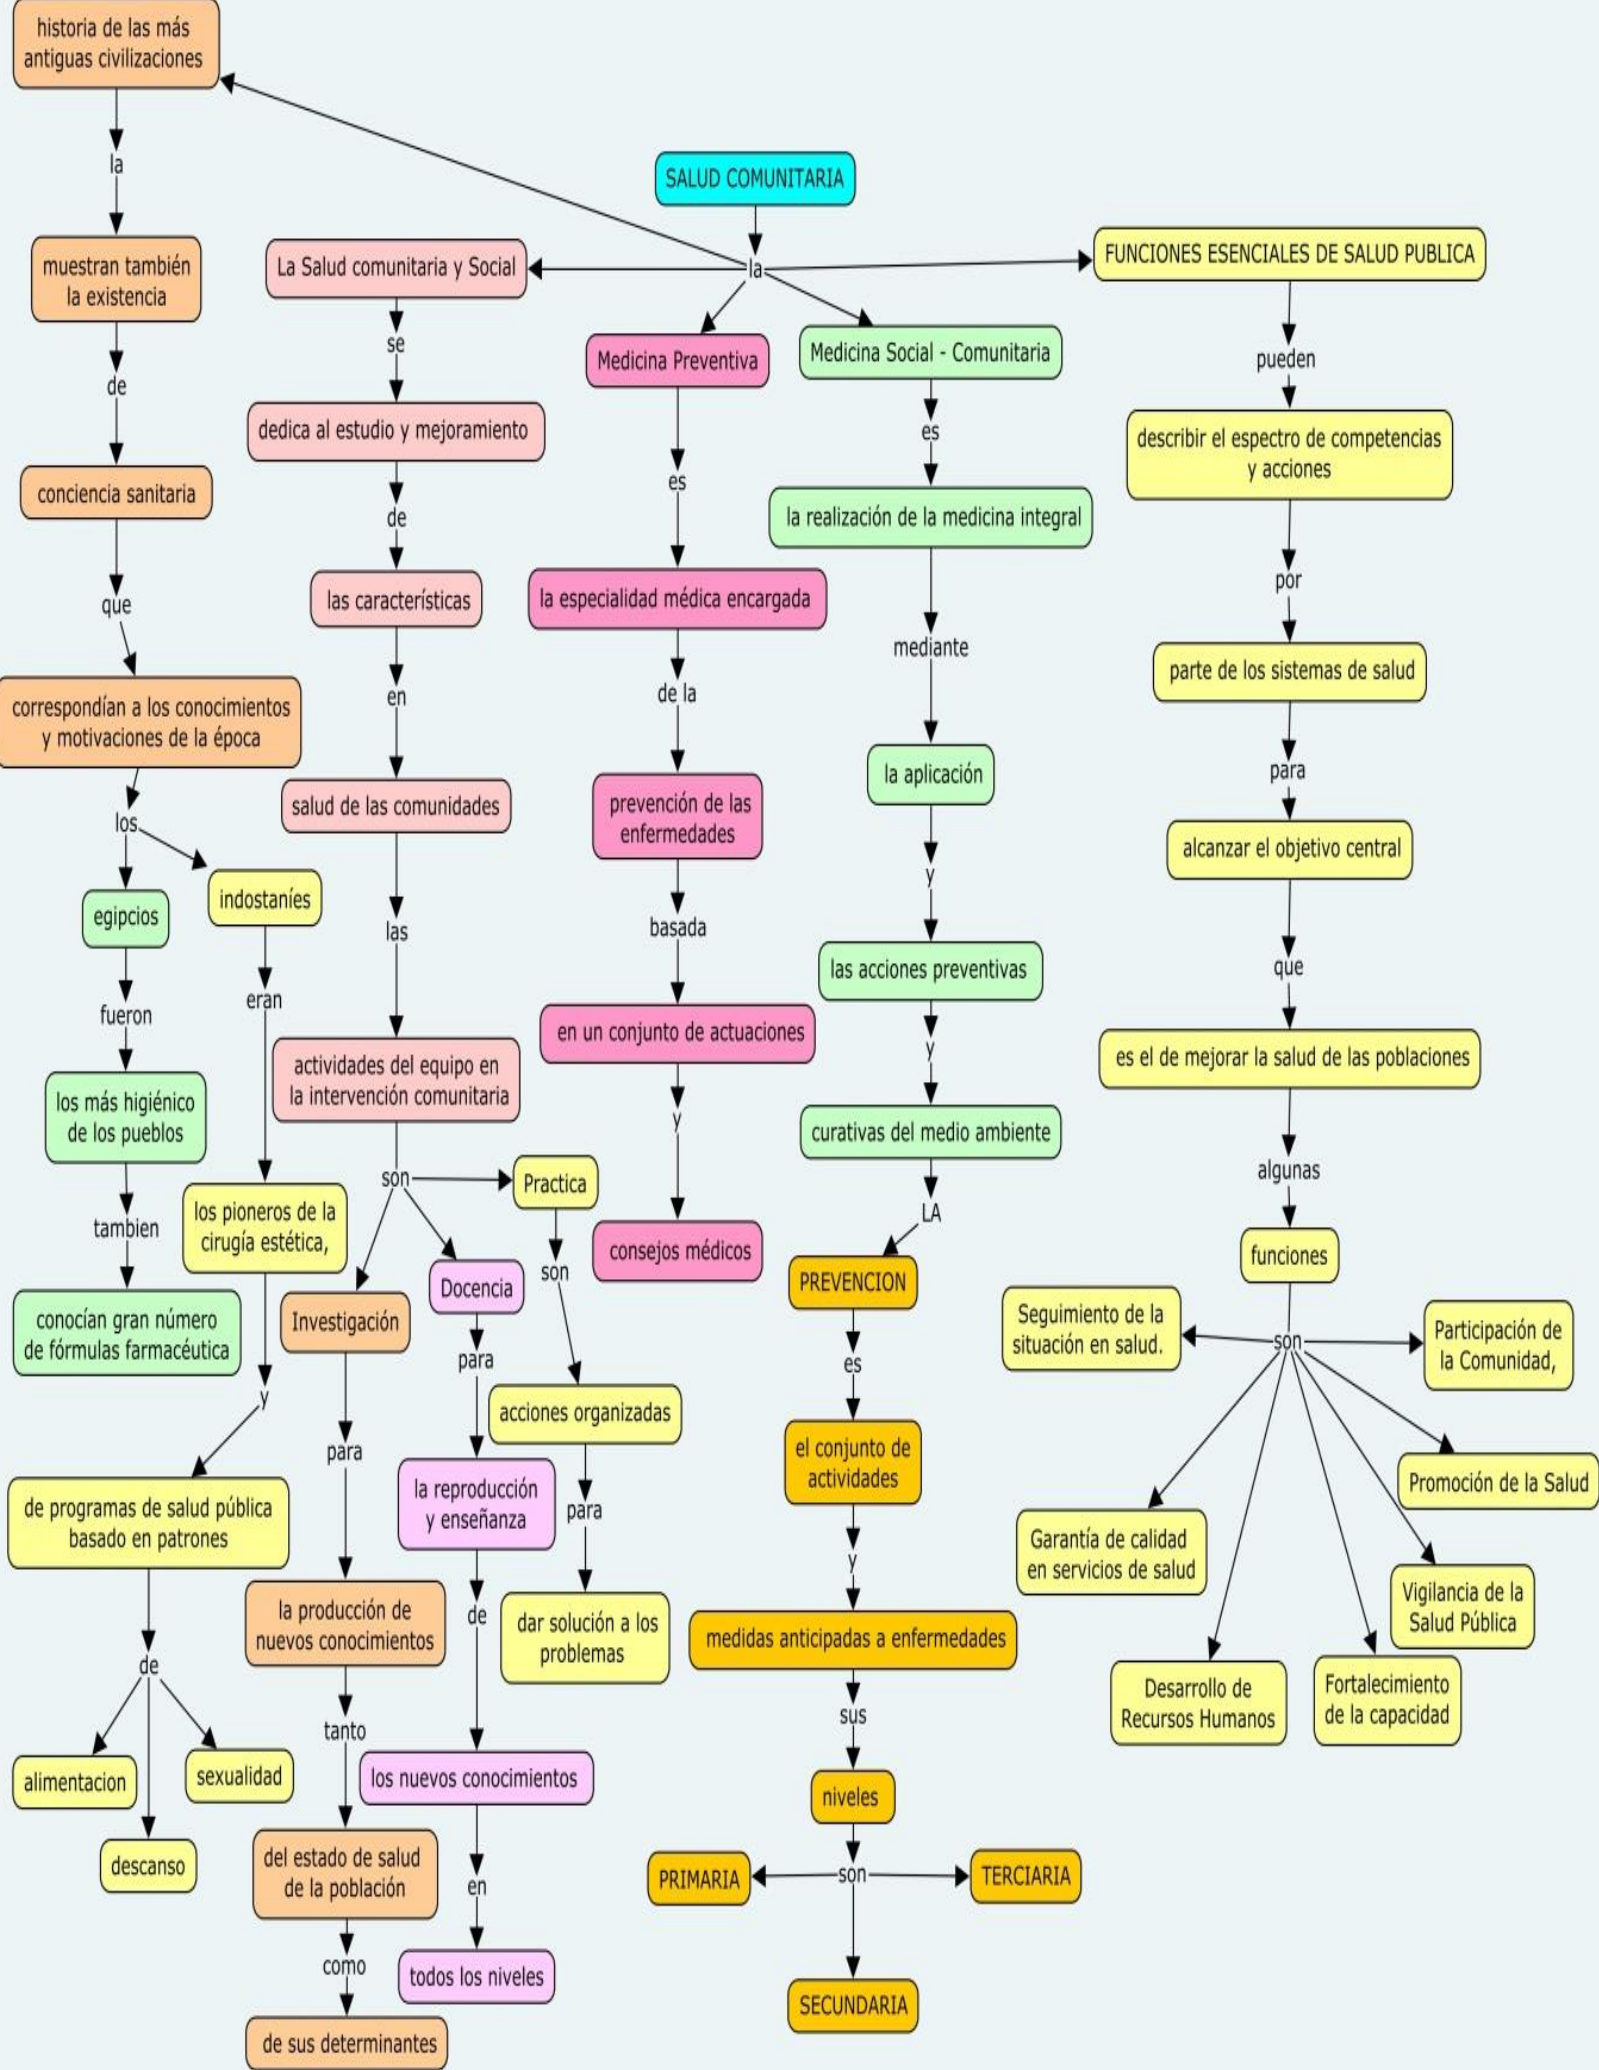 historia de las más
antiguas civilizaciones
la
muestran también
la existencia
de
conciencia sanitaria
que
correspondían a los conocimientos
y motivaciones de la época
los
egipcios
fueron
los más higiénico
de los pueblos
tambien
conocían gran número
de fórmulas farmacéutica
indostaníes
eran
los pioneros de la
cirugía estética,
y
de programas de salud pública
basado en patrones
de
alimentacion
descanso
sexualidad
SALUD COMUNITARIA
la
La Salud comunitaria y Social
se
dedica al estudio y mejoramiento
de
las características
en
salud de las comunidades
las
actividades del equipo en
la intervención comunitaria
son
Investigación
para
la producción de
nuevos conocimientos
tanto
del estado de salud
de la población
como
de sus determinantes
Docencia
para
la reproducción
y enseñanza
de
los nuevos conocimientos
en
todos los niveles
Practica
son
acciones organizadas
para
dar solución a los
problemas
Medicina Preventiva
es
la especialidad médica encargada
de la
prevención de las
enfermedades
basada
en un conjunto de actuaciones
y
consejos médicos
Medicina Social - Comunitaria
es
la realización de la medicina integral
mediante
la aplicación
y
las acciones preventivas
y
curativas del medio ambiente
LA
PREVENCION
es
el conjunto de
actividades
y
medidas anticipadas a enfermedades
sus
niveles
son
PRIMARIA
SECUNDARIA
TERCIARIA
FUNCIONES ESENCIALES DE SALUD PUBLICA
pueden
describir el espectro de competencias
y acciones
por
parte de los sistemas de salud
para
alcanzar el objetivo central
que
es el de mejorar la salud de las poblaciones
algunas
funciones
son
Seguimiento de la
situación en salud.
Garantía de calidad
en servicios de salud
Desarrollo de
Recursos Humanos
Fortalecimiento
de la capacidad
Vigilancia de la
Salud Pública
Promoción de la Salud
Participación de
la Comunidad,